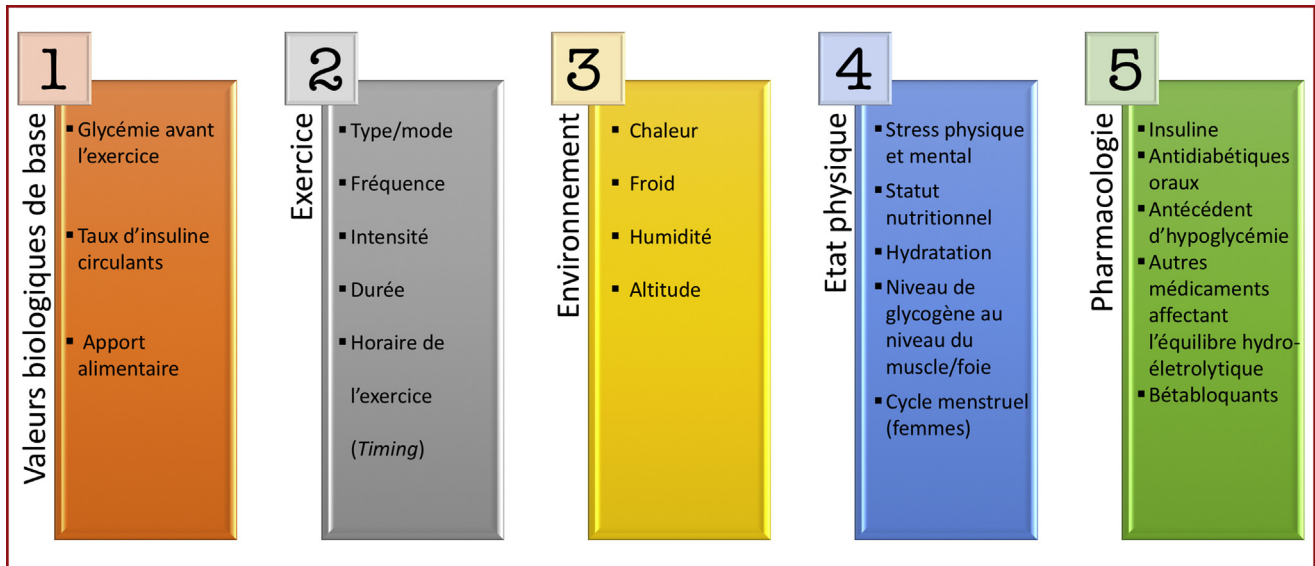 1
Valeurs biologiques de base
▪ Glycémie avant
l’exercice
▪ Taux d’insuline
circulants
▪ Apport
alimentaire
2
Exercice
▪ Type/mode
▪ Fréquence
▪ Intensité
▪ Durée
▪ Horaire de
l’exercice
(Timing)
3
Environnement
▪ Chaleur
▪ Froid
▪ Humidité
▪ Altitude
4
Etat physique
▪ Stress physique
et mental
▪ Statut
nutritionnel
▪ Hydratation
▪ Niveau de
glycogène au
niveau du
muscle/foie
▪ Cycle menstruel
(femmes)
5
Pharmacologie
▪ Insuline
▪ Antidiabétiques
oraux
▪ Antécédent
d’hypoglycémie
▪ Autres
médicaments
affectant
l’équilibre hydro-
életrolytique
▪ Bétabloquants